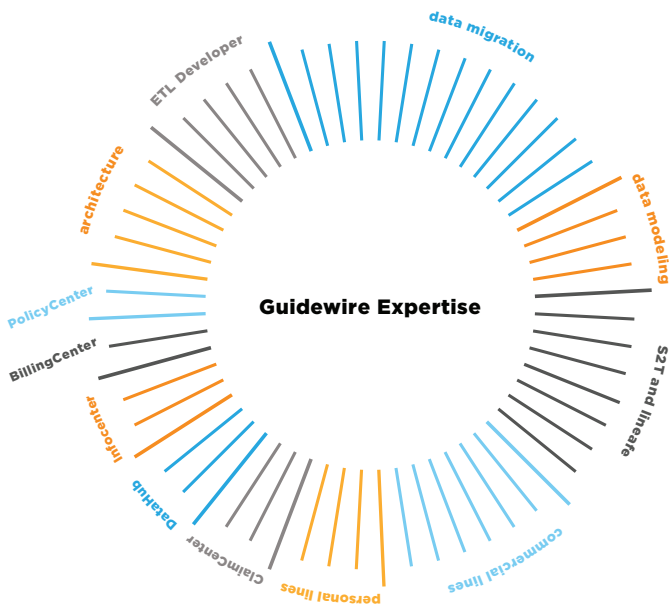 data migration
data modeling
S2T and lineafe
commercial lines
personal lines
ClaimCenter
DataHub
Infocenter
BillingCenter
PolicyCenter
architecture
ETL Developer
Guidewire Expertise